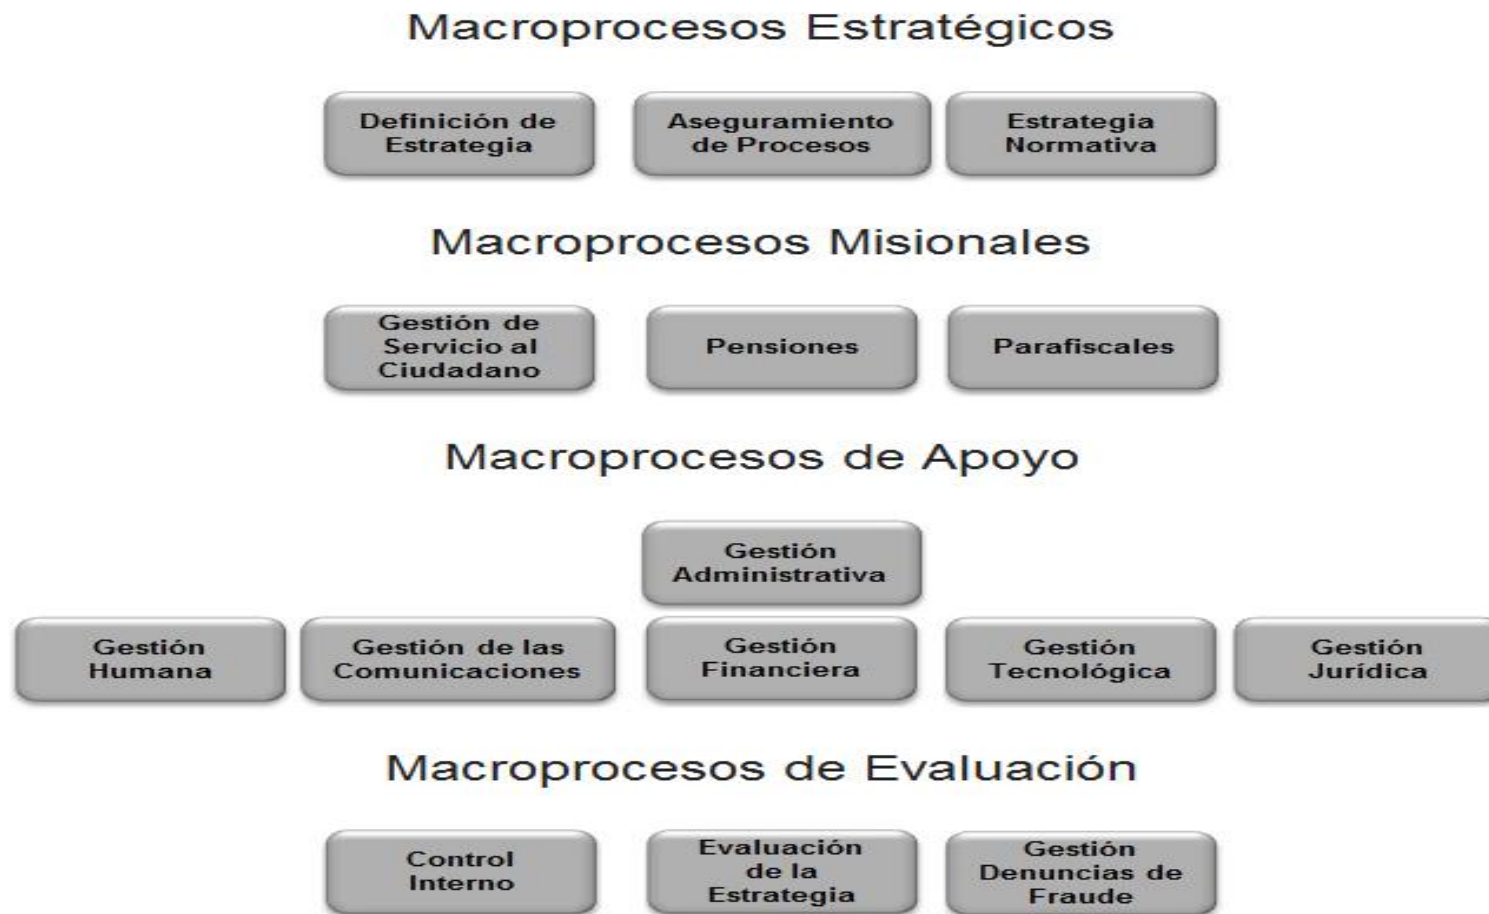 Macroprocesos Estratégicos
Definición de
Estrategia
Aseguramiento
de Procesos
Estrategia
Normativa
Macroprocesos Misionales
Gestión de
Servicio al
Ciudadano
Pensiones
Parafiscales
Macroprocesos de Apoyo
Gestión
Administrativa
Gestión
Humana
Gestión de las
Comunicaciones
Gestión
Financiera
Gestión
Tecnológica
Gestión
Jurídica
Macroprocesos de Evaluación
Control
Interno
Evaluación
de la
Estrategia
Gestión
Denuncias de
Fraude